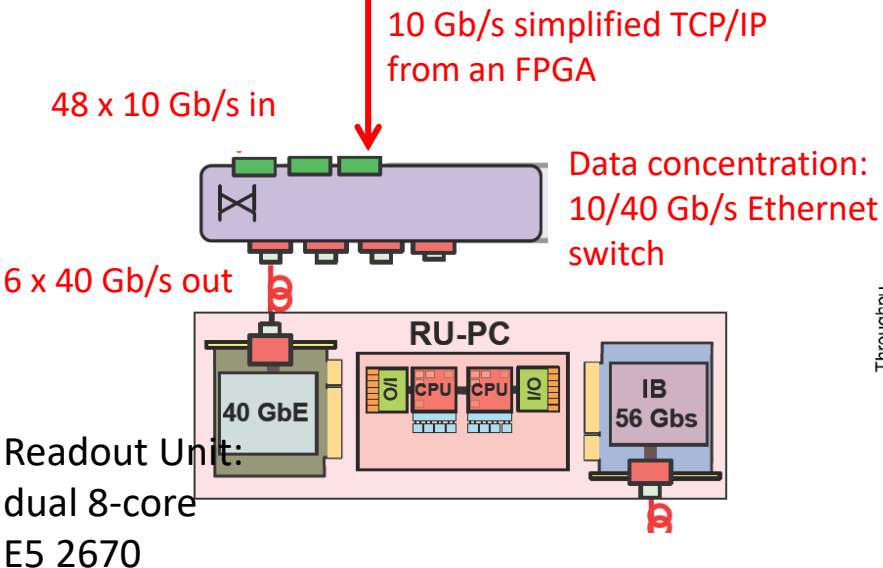 10 Gb/s simplified TCP/IP
from an FPGA
48 x 10 Gb/s in
Data concentration:
10/40 Gb/s Ethernet
switch
6 x 40 Gb/s out
RU-PC
40 GbE
I/O
CPU
CPU
I/O
IB
56 Gbs
Readout Unit:
dual 8-core
E5 2670